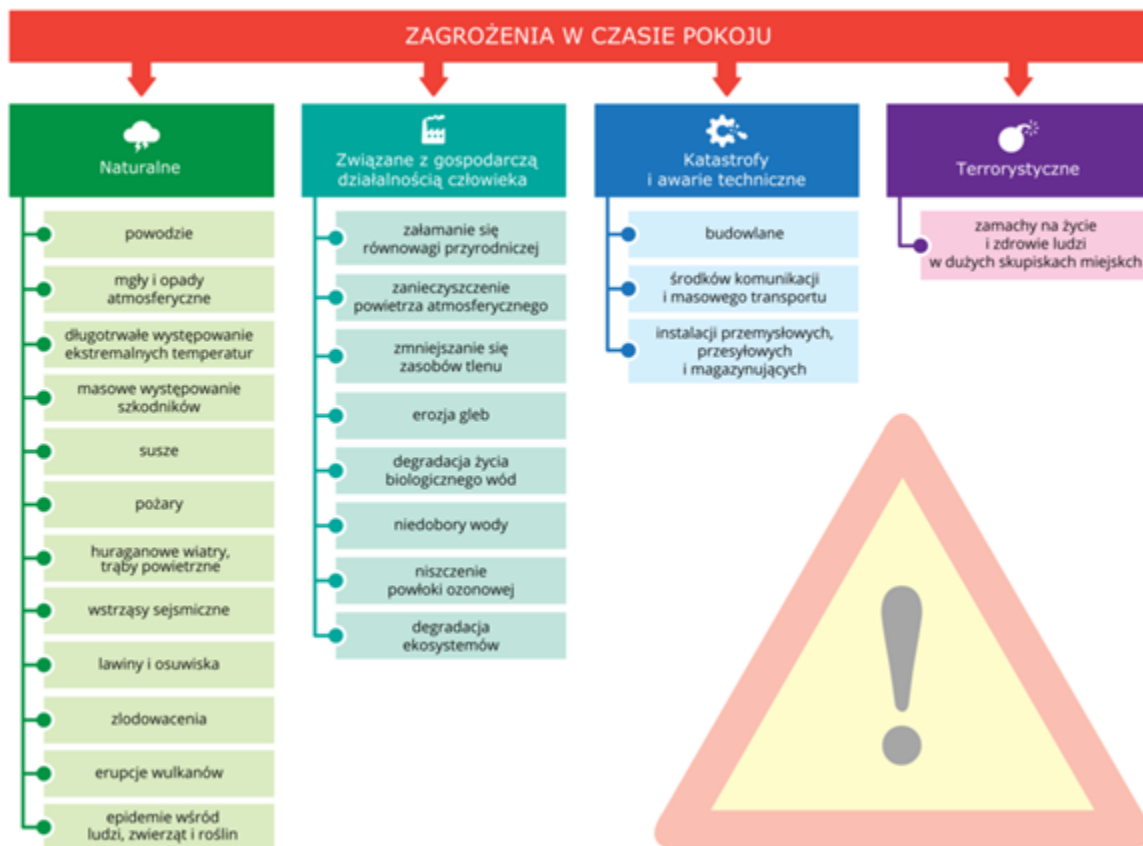 ZAGROŻENIA W CZASIE POKOJU
Naturalne
powodzie
mgły i opady
atmosferyczne
długotrwałe występowanie
ekstremalnych temperatur
masowe występowanie
szkodników
susze
pożary
huraganowe wiatry,
trąby powietrzne
wstrząsy sejsmiczne
lawiny i osuwiska
zlodowacenia
erupcje wulkanów
epidemie wśród
ludzi, zwierząt i roślin
Związane z gospodarczą
działalnością człowieka
załamanie się
równowagi przyrodniczej
zanieczyszczenie
powietrza atmosferycznego
zmniejszanie się
zasobów tlenu
erozja gleb
degradacja życia
biologicznego wód
niedobory wody
niszczenie
powłoki ozonowej
degradacja
ekosystemów
Katastrofy
i awarie techniczne
budowlane
środków komunikacji
i masowego transportu
instalacji przemysłowych,
przesyłowych
i magazynujących
Terrorystyczne
zamachy na życie
i zdrowie ludzi
w dużych skupiskach miejskch